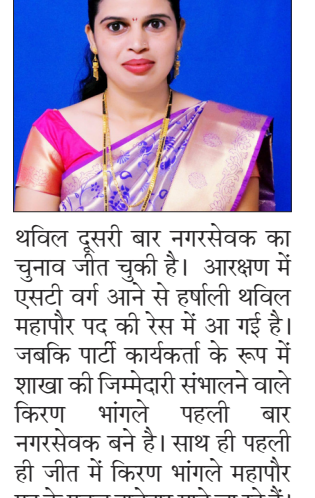 थविल दूसरी बार नगरसेवक का
चुनाव जीत चुकी है। आरक्षण में
एसटी वर्ग आने से हर्षाली थविल
महापौर पद की रेस में आ गई है।
जबकि पार्टी कार्यकर्ता के रूप में
शाखा की जिम्मेदारी संभालने वाले
किरण भांगले पहली बार
नगरसेवक बने है। साथ ही पहली
ही जीत में किरण भांगले महापौर